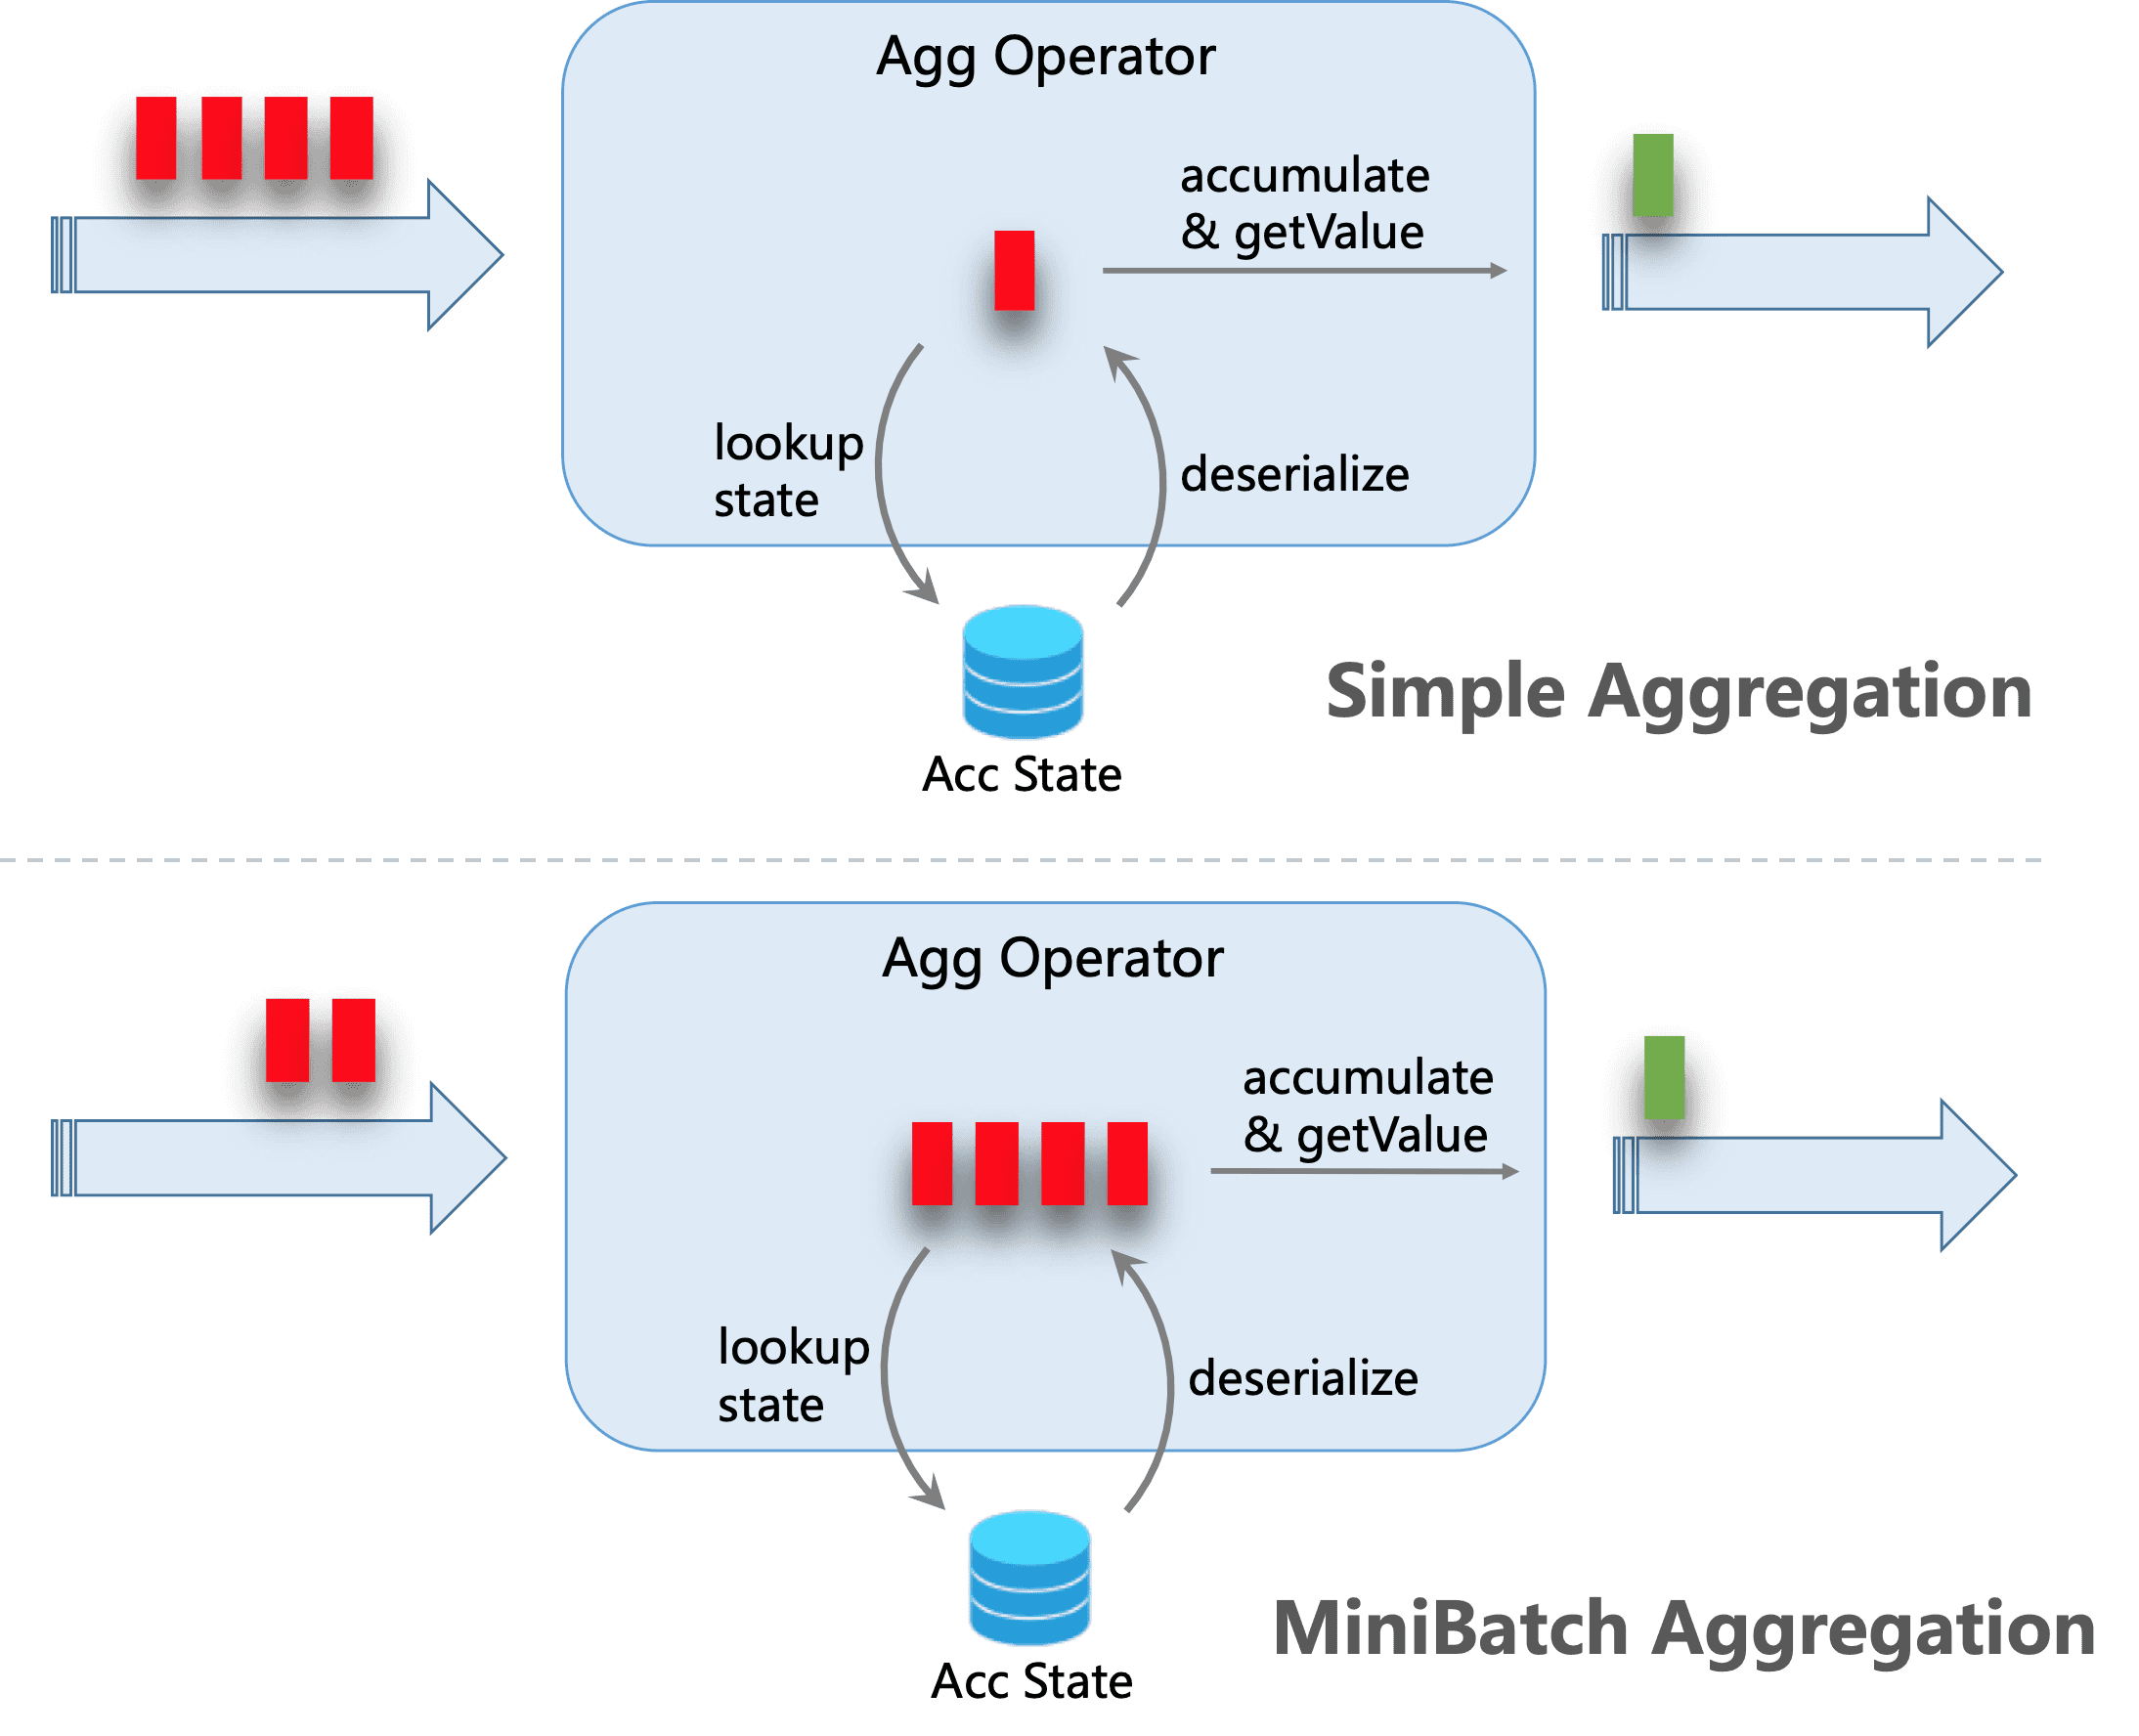 Agg Operator
accumulate
& getValue
lookup
state
deserialize
Acc State
Simple Aggregation
Agg Operator
accumulate
& getValue
lookup
state
deserialize
Acc State
MiniBatch Aggregation